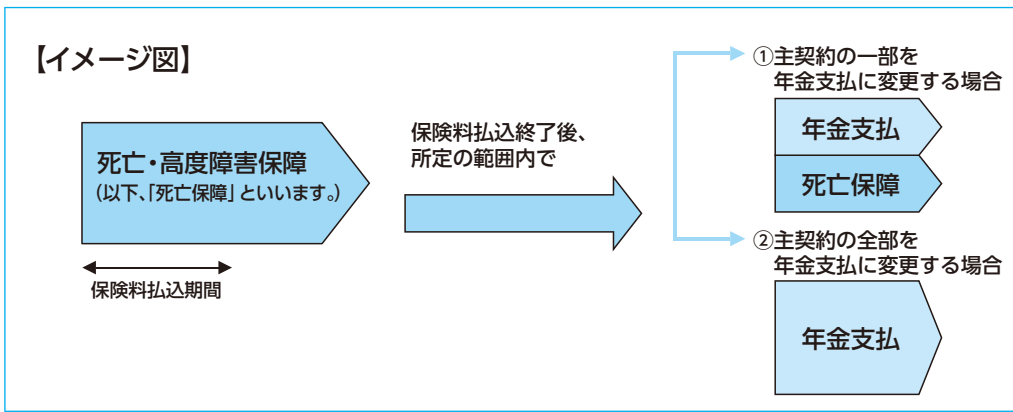 【イメージ図】
死亡・高度障害保障
（以下、「死亡保障」といいます。）
保険料払込期間
保険料払込終了後、
所定の範囲内で
①主契約の一部を
年金支払に変更する場合
年金支払
死亡保障
②主契約の全部を
年金支払に変更する場合
年金支払